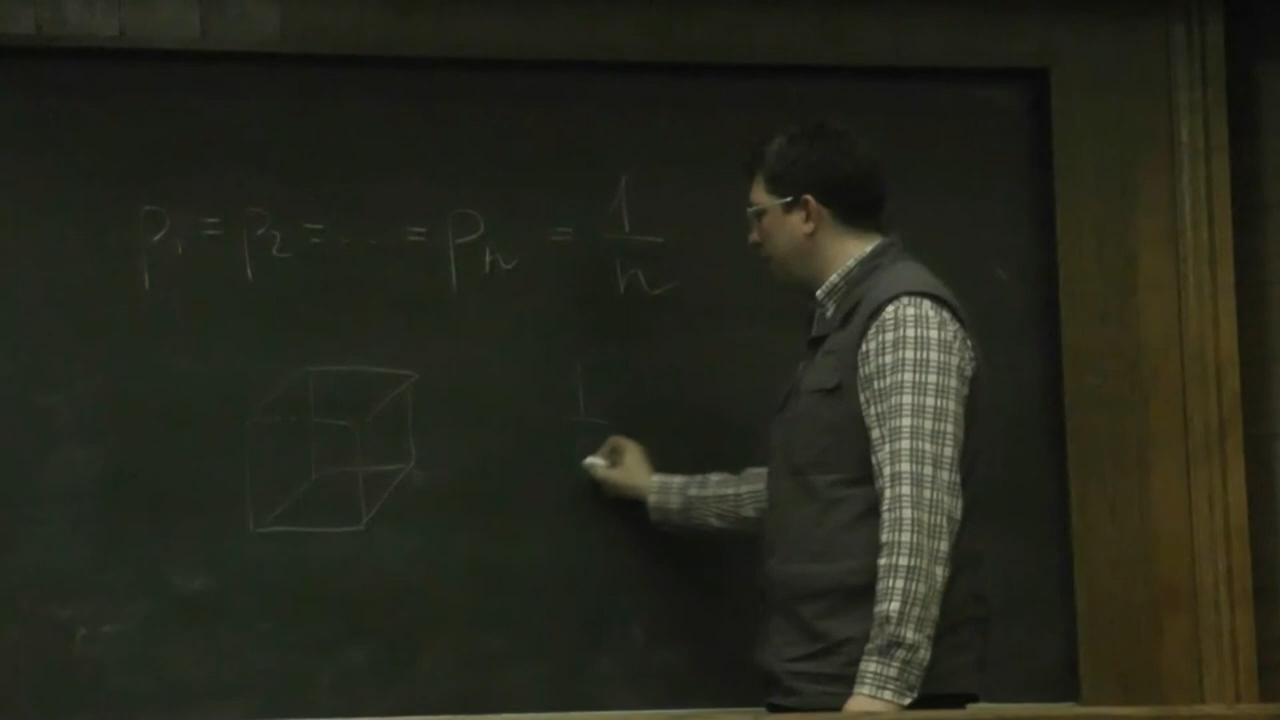 p₁ = p₂ = ... = pₙ = 1/n
1